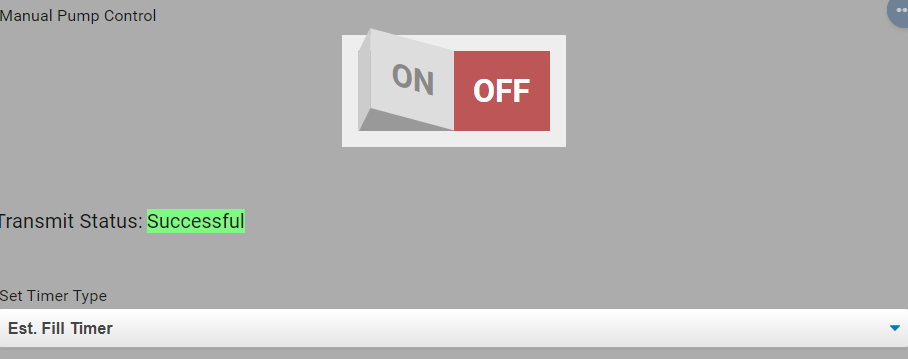 Manual Pump Control
ON
OFF
Transmit Status: Successful
Set Timer Type
Est. Fill Timer